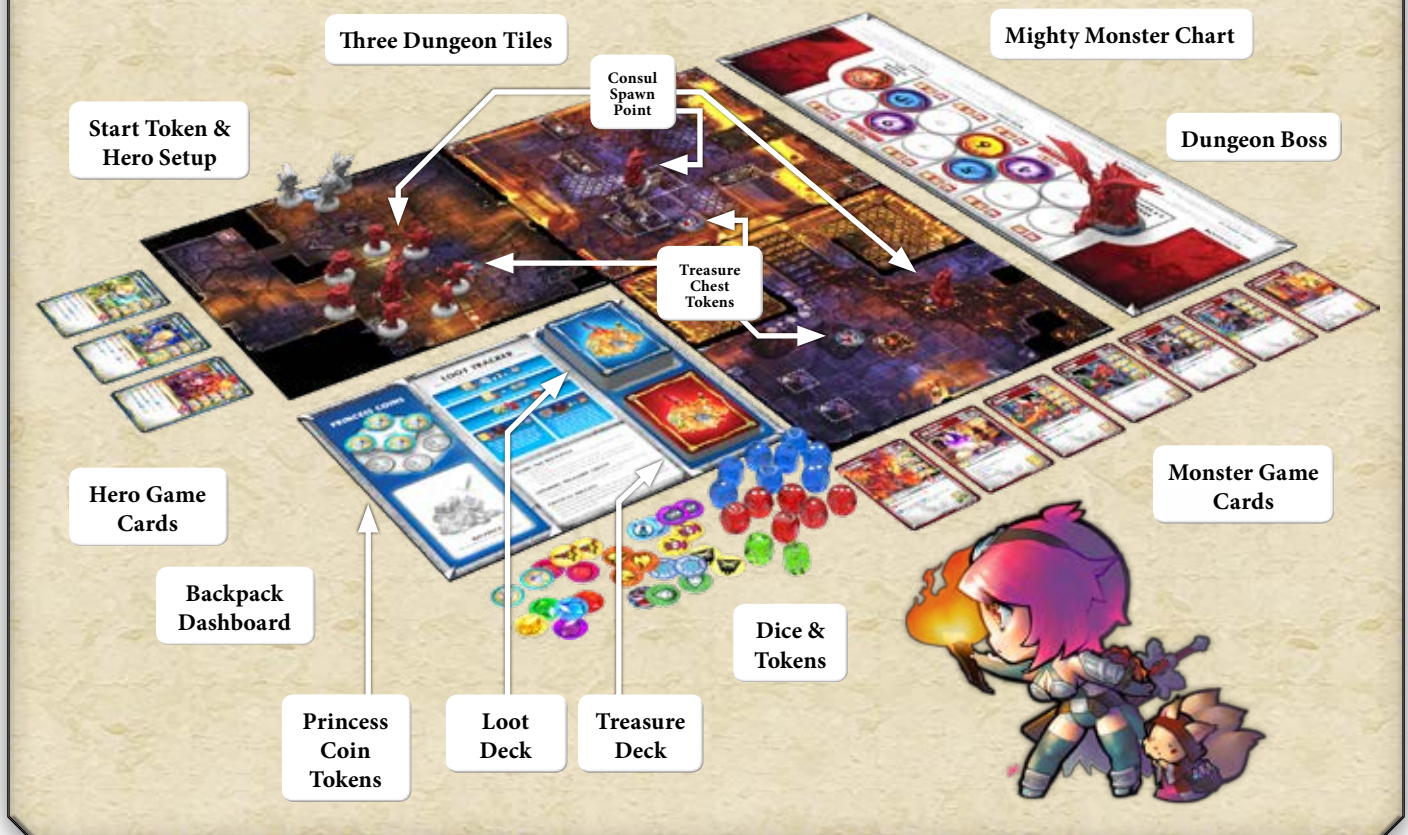 Three Dungeon Tiles
Mighty Monster Chart
Consul
Spawn
Point
Start Token &
Hero Setup
Dungeon Boss
Treasure
Chest
Tokens
LOOT TRACKER
PRINCESS COINS
Hero Game
Cards
Monster Game
Cards
Backpack
Dashboard
Dice &
Tokens
Princess
Coin
Tokens
Loot
Deck
Treasure
Deck